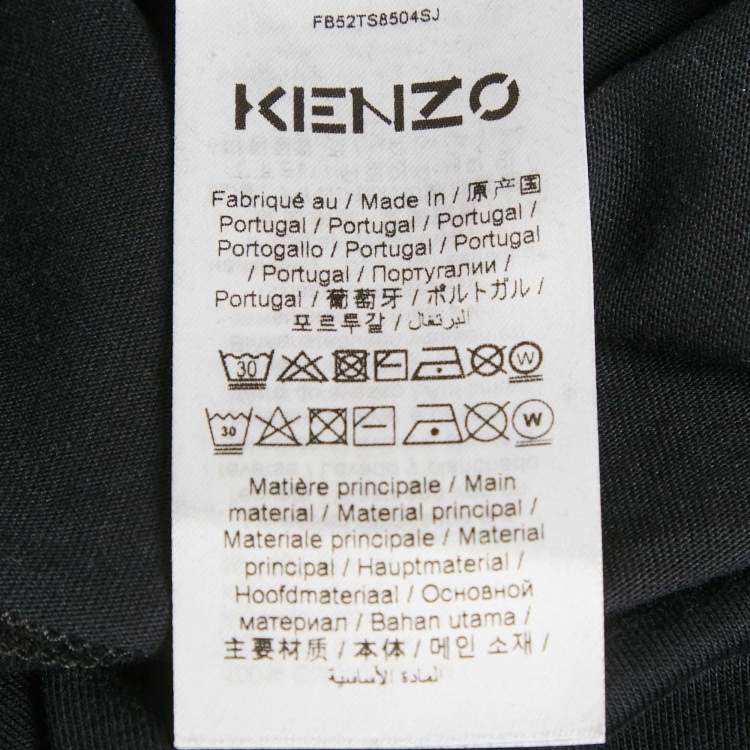 FB52TS8504SJ
KENZO
Fabriqué au / Made In / 原产国
Portugal / Portugal / Portugal /
Portogallo / Portugal / Portugal
/ Portugal / Португалии /
Portugal / 葡萄牙 / ポルトガル /
포르투갈 / البرتغال
30 W
30 W
Matière principale / Main
material / Material principal /
Materiale principale / Material
principal / Hauptmaterial /
Hoofdmateriaal / Основной
материал / Bahan utama /
主要材质 / 本体 / 메인 소재 /
المادة الأساسية